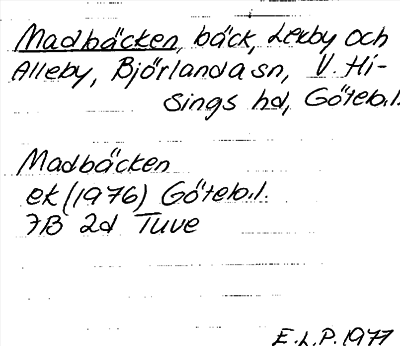 Madbäcken, bäck, Lexby och
Alleby, Björlanda sn, V. Hi-
sings hd, Göteb.l.
Madbäcken
ek (1976) Göteb.l.
7B 2d Tuve
E.L.P. 1977